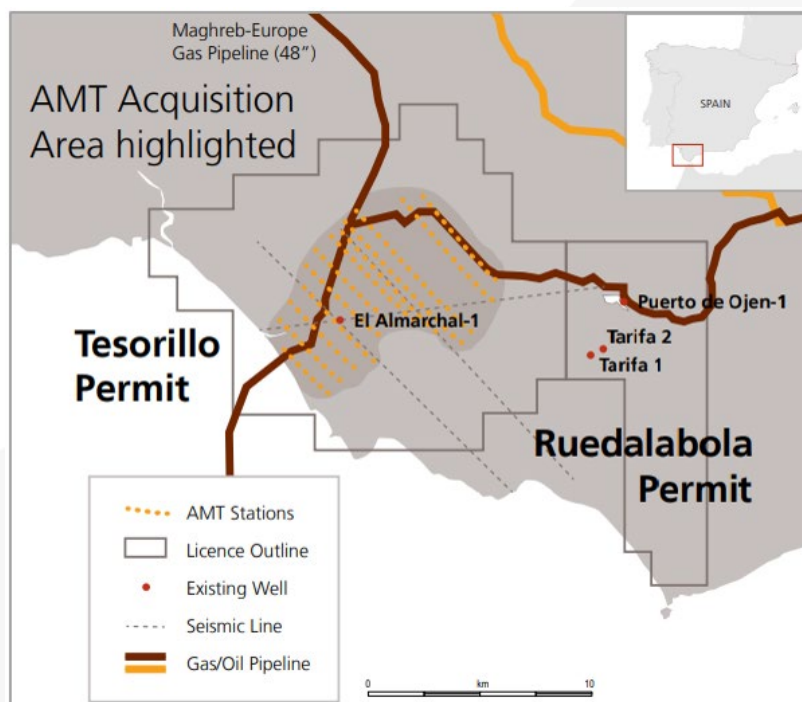 Maghreb-Europe
Gas Pipeline (48”)
AMT Acquisition
Area highlighted
SPAIN
Puerto de Ojen-1
El Almarchal-1
Tarifa 2
Tarifa 1
Tesorillo
Permit
Ruedalabola
Permit
AMT Stations
Licence Outline
Existing Well
Seismic Line
Gas/Oil Pipeline
0 km 10